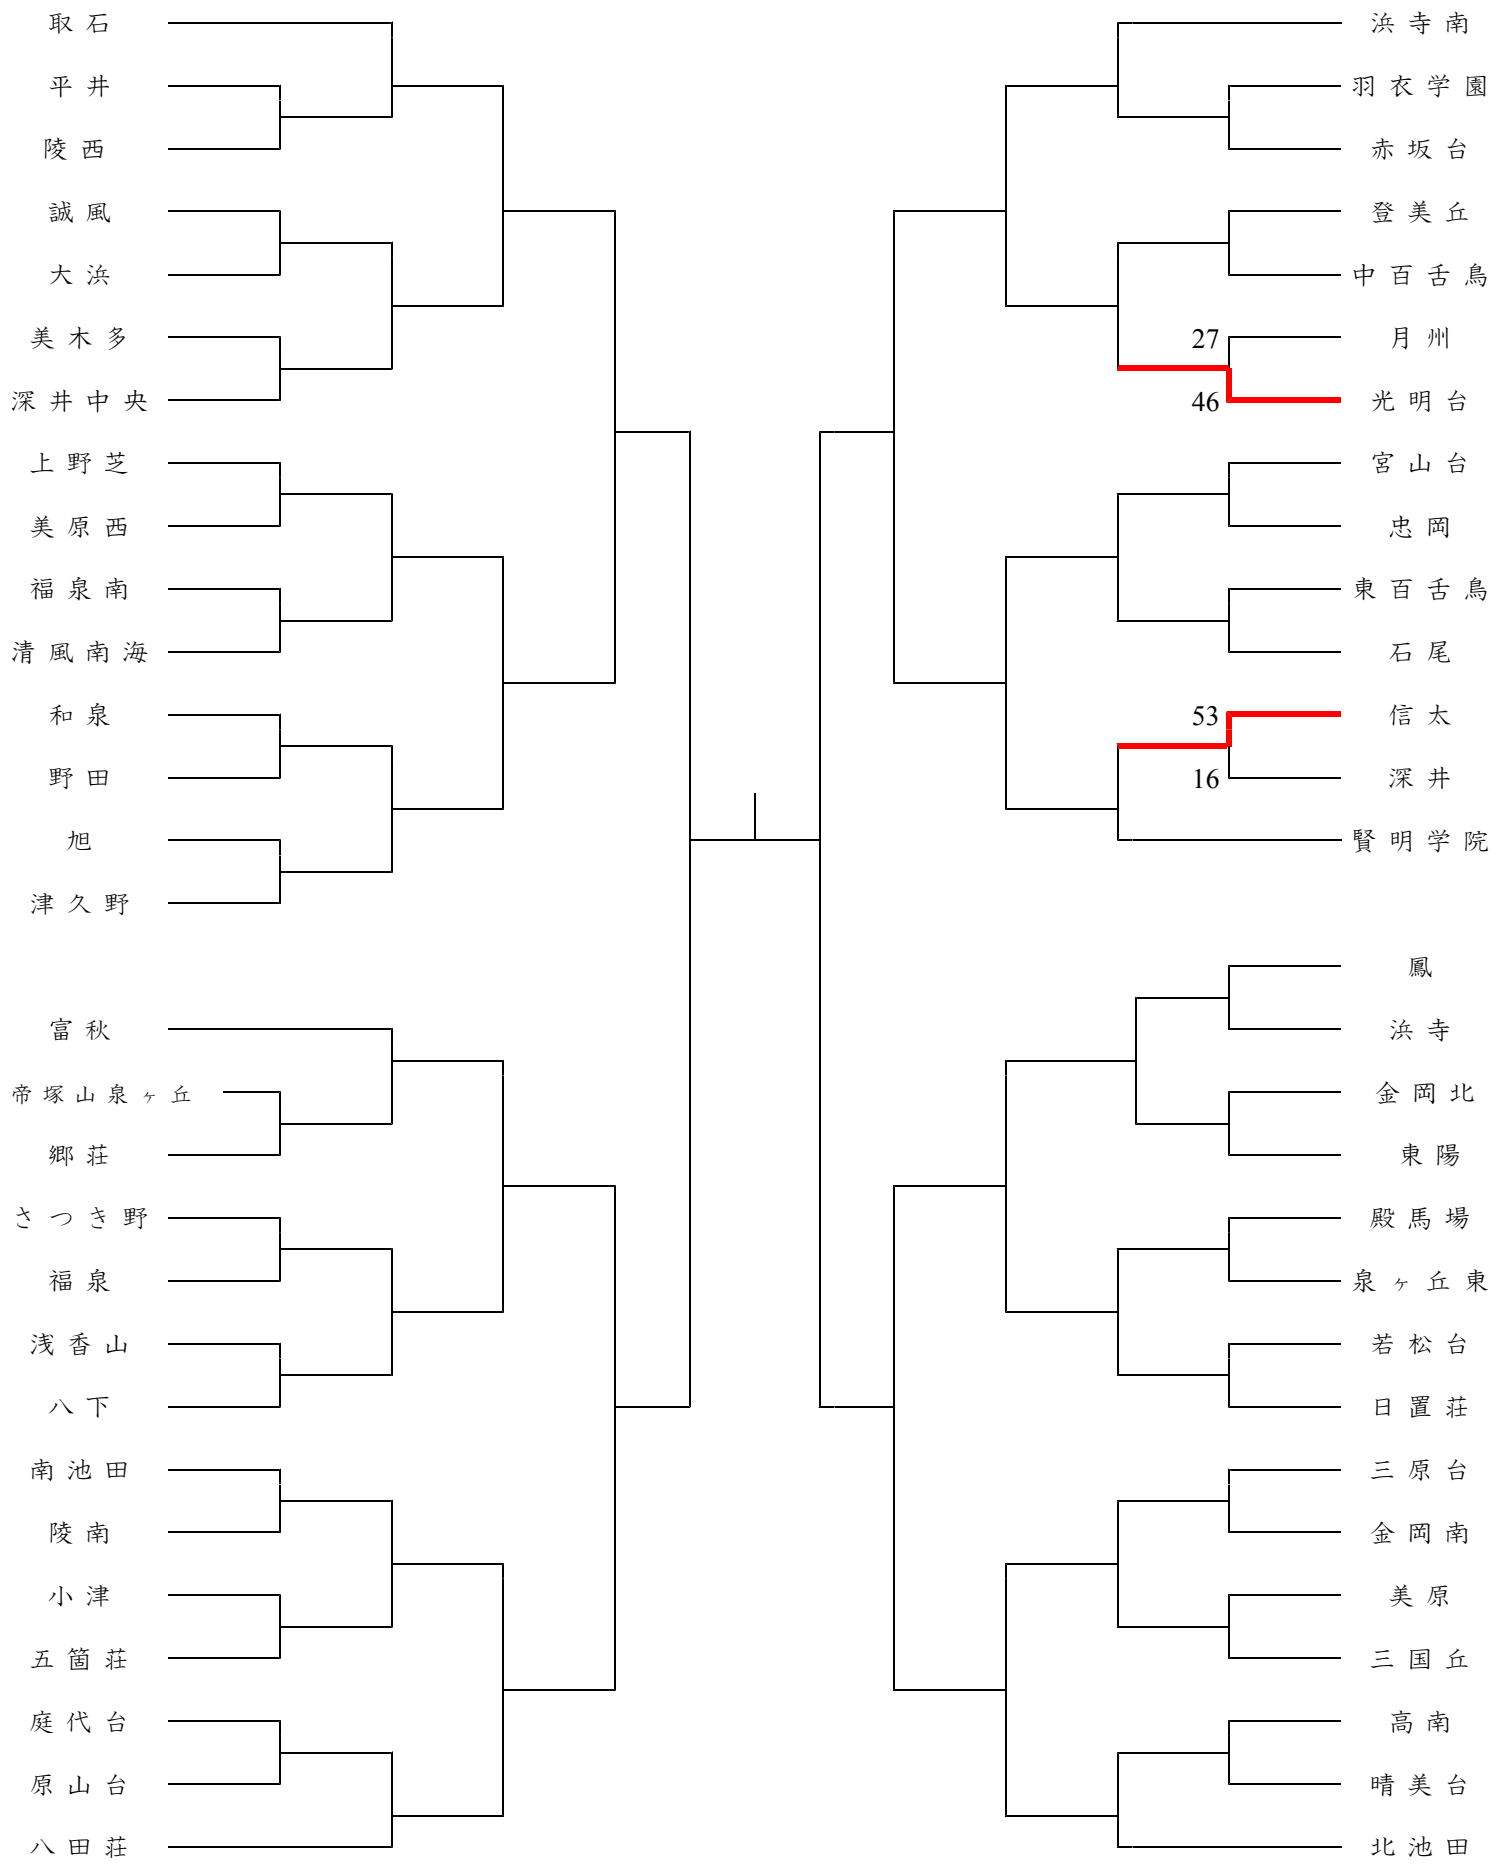 取石
平井
陵西
誠風
大浜
美木多
深井中央
上野芝
美原西
福泉南
清風南海
和泉
野田
旭
津久野
富秋
帝塚山泉ヶ丘
郷荘
さつき野
福泉
浅香山
八下
南池田
陵南
小津
五箇荘
庭代台
原山台
八田荘
浜寺南
羽衣学園
赤坂台
登美丘
中百舌鳥
27
月州
46
光明台
宮山台
忠岡
東百舌鳥
石尾
53
信太
16
深井
賢明学院
鳳
浜寺
金岡北
東陽
殿馬場
泉ヶ丘東
若松台
日置荘
三原台
金岡南
美原
三国丘
高南
晴美台
北池田